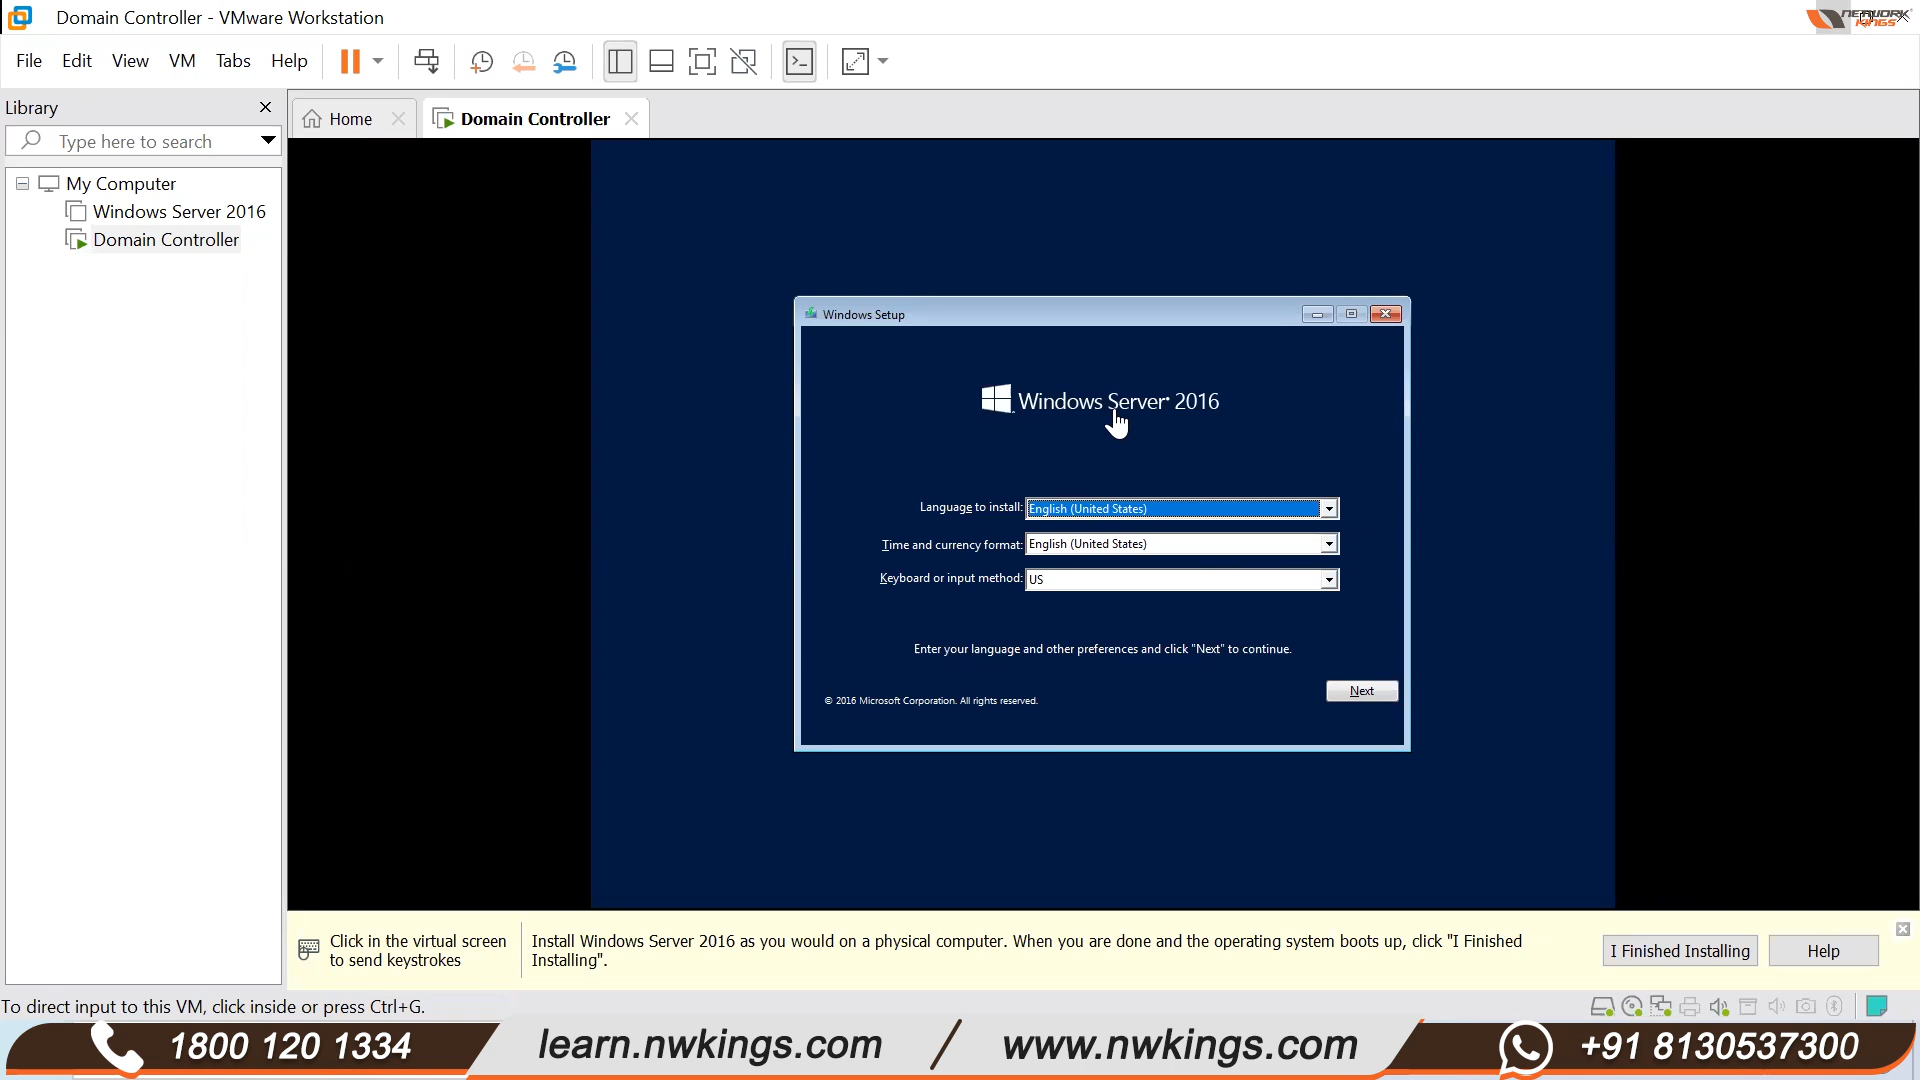 Domain Controller - VMware Workstation
NETWORK
KINGS
File Edit View VM Tabs Help
Library
Home
Domain Controller
Type here to search
My Computer
Windows Server 2016
Domain Controller
Windows Setup
Windows Server 2016
Language to install: English (United States)
Time and currency format: English (United States)
Keyboard or input method: US
Enter your language and other preferences and click "Next" to continue.
Next
© 2016 Microsoft Corporation. All rights reserved.
Click in the virtual screen
to send keystrokes
Install Windows Server 2016 as you would on a physical computer. When you are done and the operating system boots up, click "I Finished
Installing".
I Finished Installing
Help
To direct input to this VM, click inside or press Ctrl+G.
1800 120 1334
learn.nwkings.com / www.nwkings.com
+91 8130537300